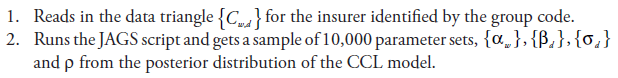 1. Reads in the data triangle {C_{w,d}} for the insurer identified by the group code.
2. Runs the JAGS script and gets a sample of 10,000 parameter sets, {α_w}, {β_d}, {σ_d}
and ρ from the posterior distribution of the CCL model.